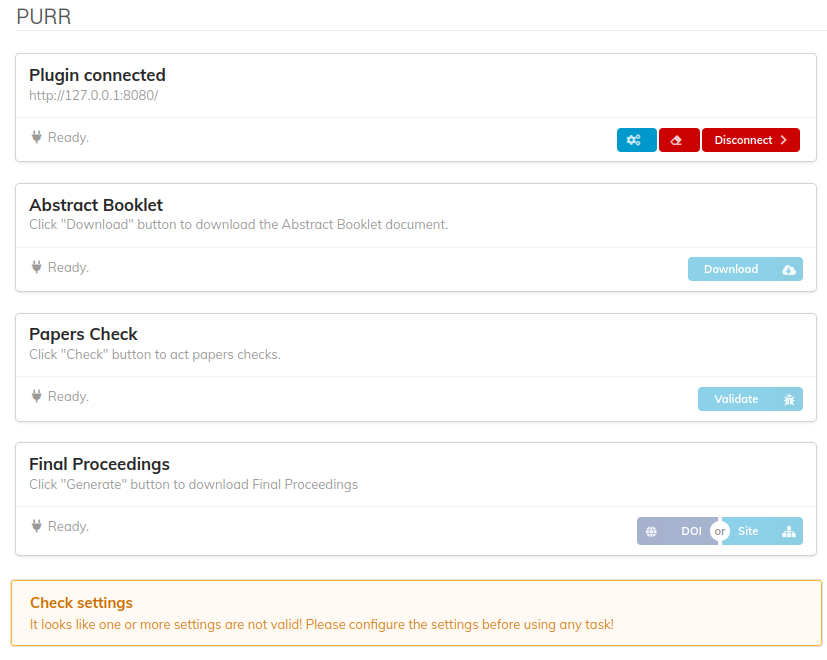 PURR
Plugin connected
http://127.0.0.1:8080/
Ready.
Disconnect
Abstract Booklet
Click "Download" button to download the Abstract Booklet document.
Ready.
Download
Papers Check
Click "Check" button to act papers checks.
Ready.
Validate
Final Proceedings
Click "Generate" button to download Final Proceedings
Ready.
DOI or Site
Check settings
It looks like one or more settings are not valid! Please configure the settings before using any task!